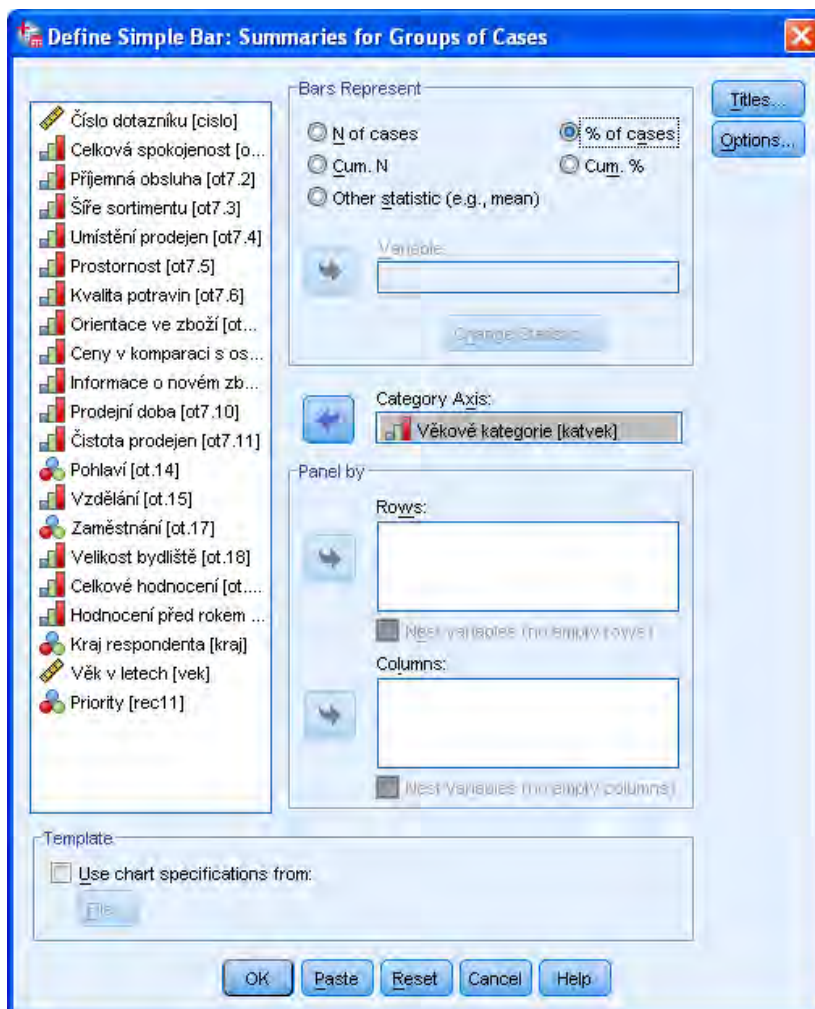 Define Simple Bar: Summaries for Groups of Cases
Číslo dotazníku [cislo]
Celková spokojenost [o...
Příjemná obsluha [ot7.2]
Šíře sortimentu [ot7.3]
Umístění prodejen [ot7.4]
Prostornost [ot7.5]
Kvalita potravin [ot7.6]
Orientace ve zboží [ot...
Ceny v komparaci s os...
Informace o novém zb...
Prodejní doba [ot7.10]
Čistota prodejen [ot7.11]
Pohlaví [ot.14]
Vzdělání [ot.15]
Zaměstnání [ot.17]
Velikost bydliště [ot.18]
Celkové hodnocení [ot....
Hodnocení před rokem ...
Kraj respondenta [kraj]
Věk v letech [vek]
Priority [rec11]
Bars Represent
N of cases
% of cases
Cum. N
Cum. %
Other statistic (e.g., mean)
Variable:
Change Statistic...
Category Axis:
Věkové kategorie [katvek]
Panel by
Rows:
Nest variables (no empty rows)
Columns:
Nest variables (no empty columns)
Titles...
Options...
Template
Use chart specifications from:
File...
OK
Paste
Reset
Cancel
Help